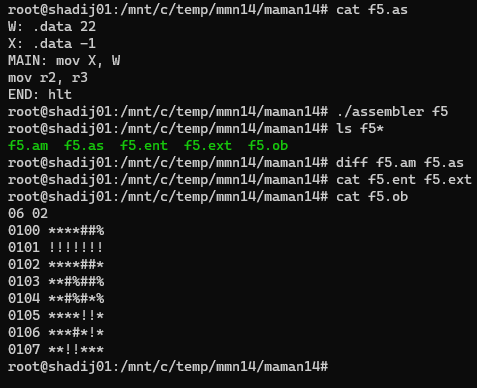 root@shadij01:/mnt/c/temp/mmn14/maman14# cat f5.as
W: .data 22
X: .data -1
MAIN: mov X, W
mov r2, r3
END: hlt
root@shadij01:/mnt/c/temp/mmn14/maman14# ./assembler f5
root@shadij01:/mnt/c/temp/mmn14/maman14# ls f5*
f5.am  f5.as  f5.ent  f5.ext  f5.ob
root@shadij01:/mnt/c/temp/mmn14/maman14# diff f5.am f5.as
root@shadij01:/mnt/c/temp/mmn14/maman14# cat f5.ent f5.ext
root@shadij01:/mnt/c/temp/mmn14/maman14# cat f5.ob
06 02
0100 ****##%
0101 !!!!!!!
0102 ****##*
0103 **#%##%
0104 **#%#*%
0105 ****!!*
0106 ***#*!*
0107 **!!***
root@shadij01:/mnt/c/temp/mmn14/maman14#